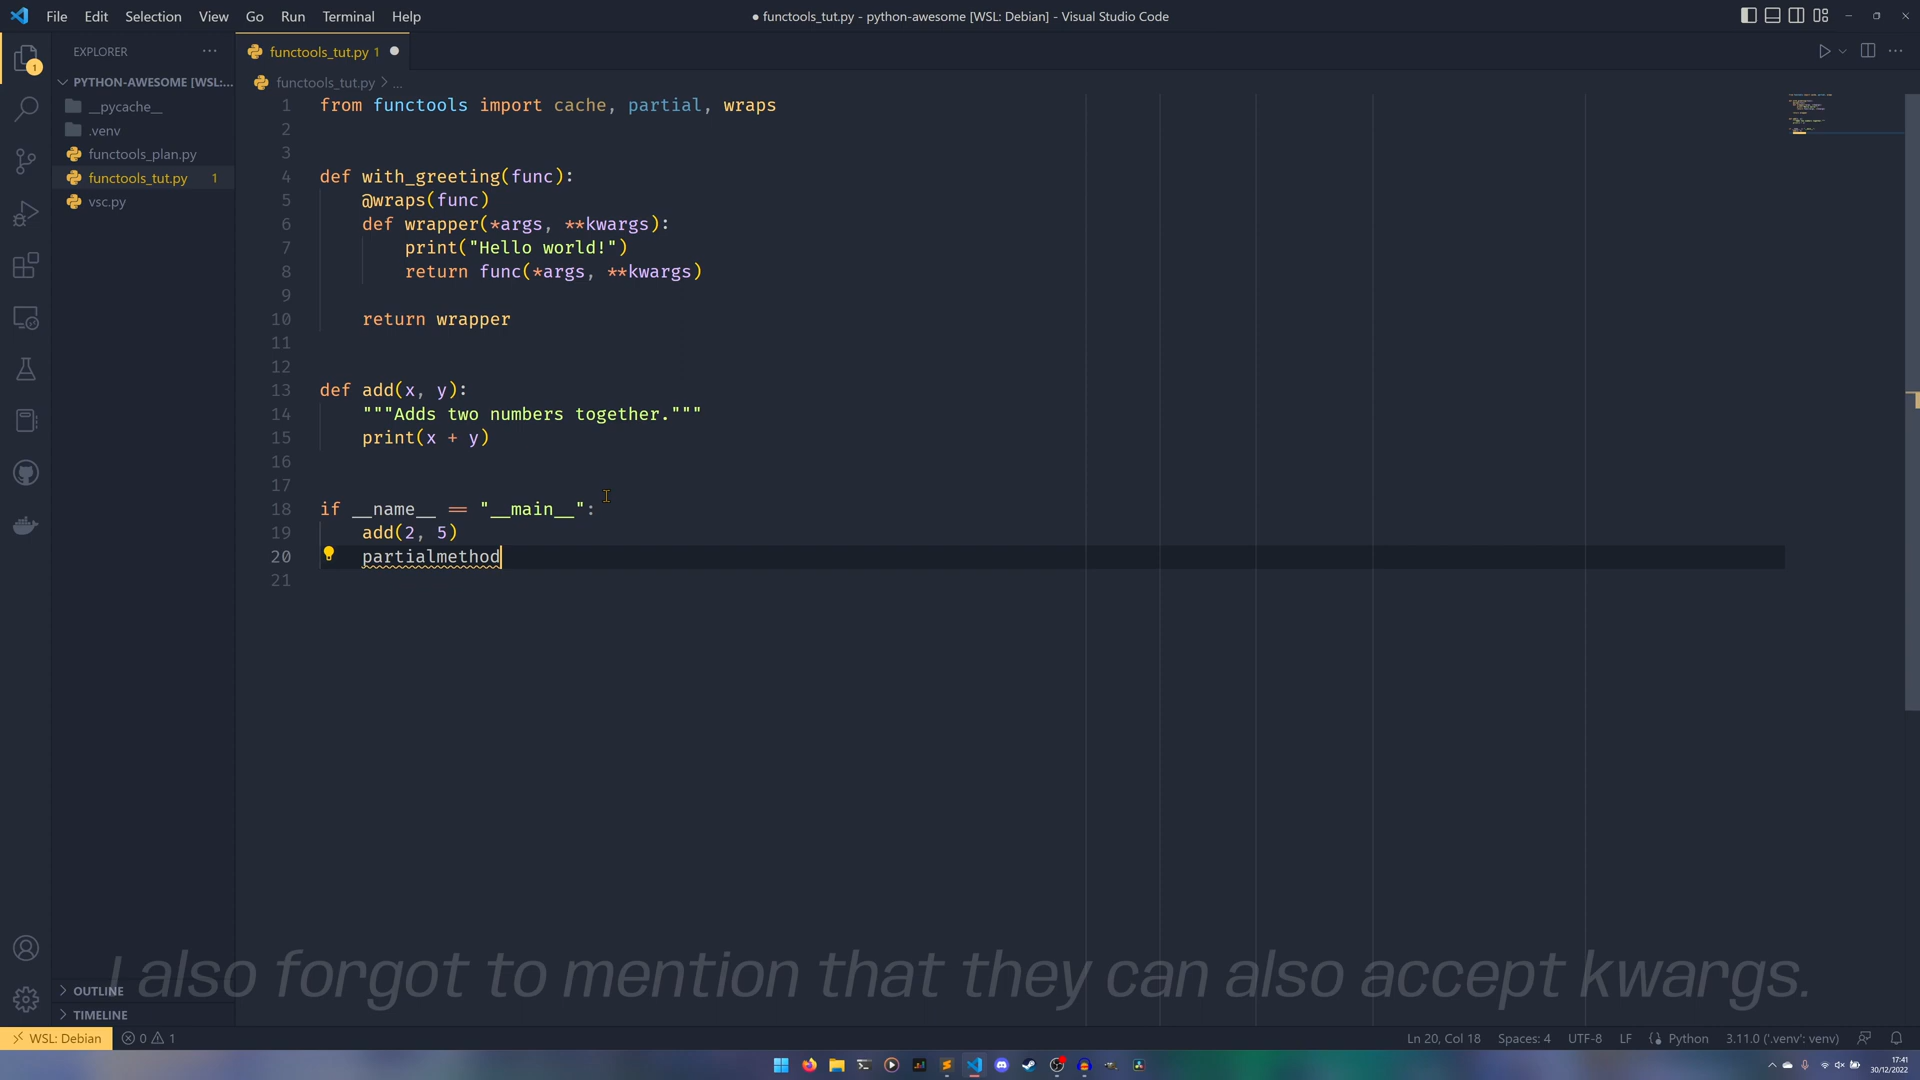 File Edit Selection View Go Run Terminal Help
● functools_tut.py - python-awesome [WSL: Debian] - Visual Studio Code
EXPLORER ···
PYTHON-AWESOME [WSL:...
__pycache__
.venv
functools_plan.py
functools_tut.py 1
vsc.py
OUTLINE
TIMELINE
1
functools_tut.py 1
functools_tut.py > ...
1 from functools import cache, partial, wraps
2
3
4 def with_greeting(func):
5 @wraps(func)
6 def wrapper(*args, **kwargs):
7 print("Hello world!")
8 return func(*args, **kwargs)
9
10 return wrapper
11
12
13 def add(x, y):
14 """Adds two numbers together."""
15 print(x + y)
16
17
18 if __name__ == "__main__":
19 add(2, 5)
20 partialmethod
21
I also forgot to mention that they can also accept kwargs.
WSL: Debian 0 1 Ln 20, Col 18 Spaces: 4 UTF-8 LF Python 3.11.0 ('.venv': venv)
17:41
30/12/2022